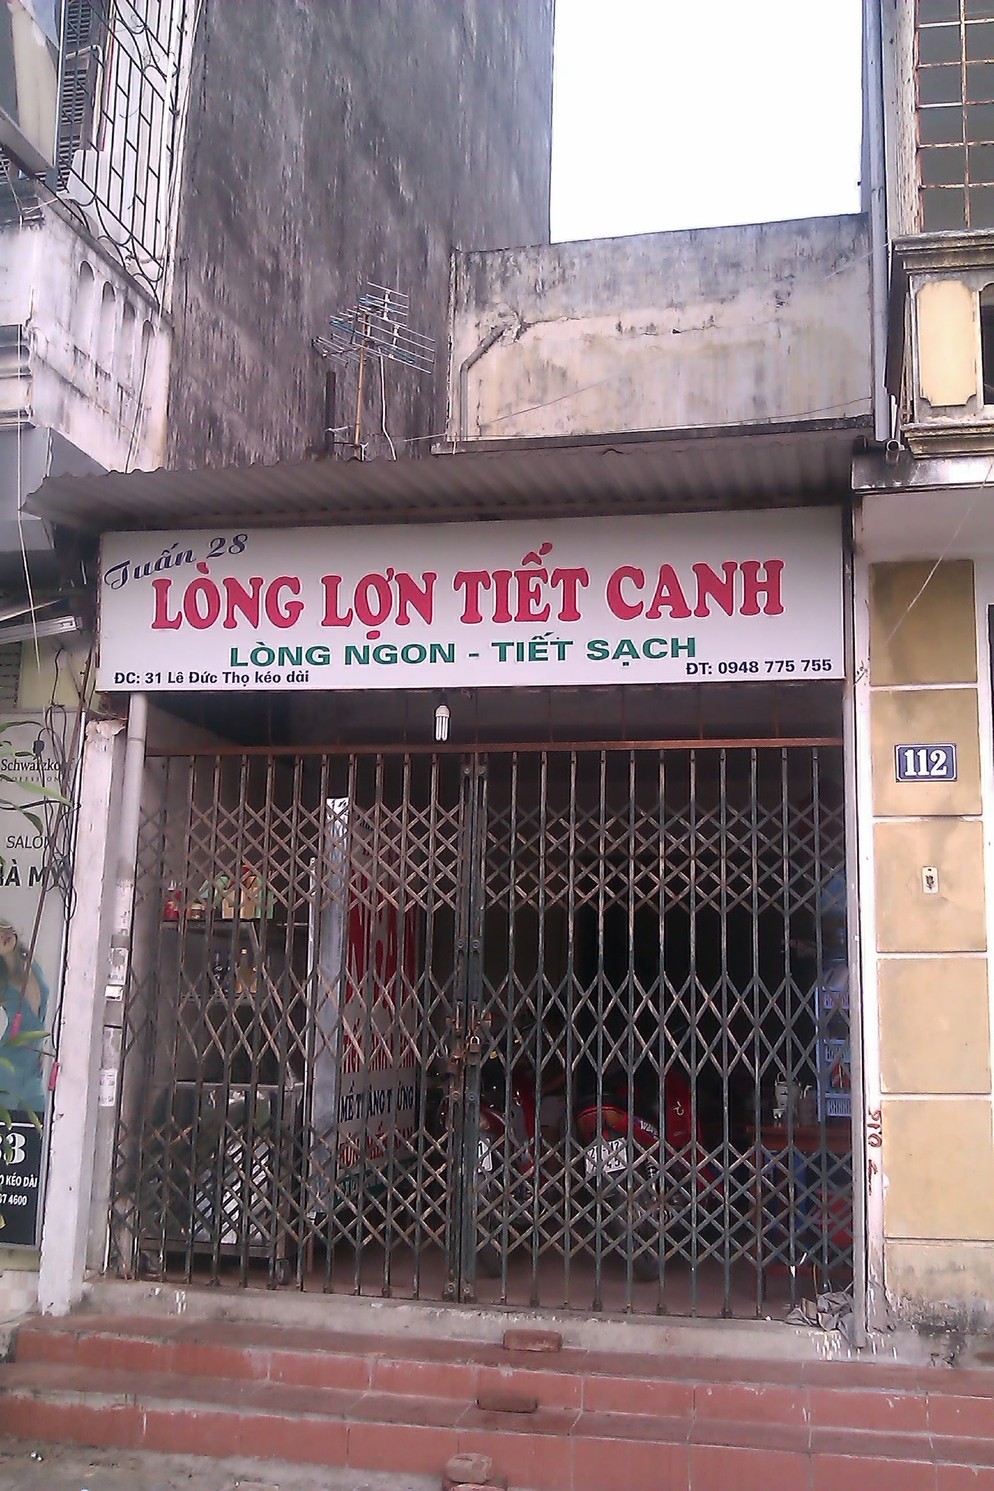 Tuấn 28
LÒNG LỢN TIẾT CANH
LÒNG NGON - TIẾT SẠCH
ĐC: 31 Lê Đức Thọ kéo dài
ĐT: 0948 775 755
112
SALON